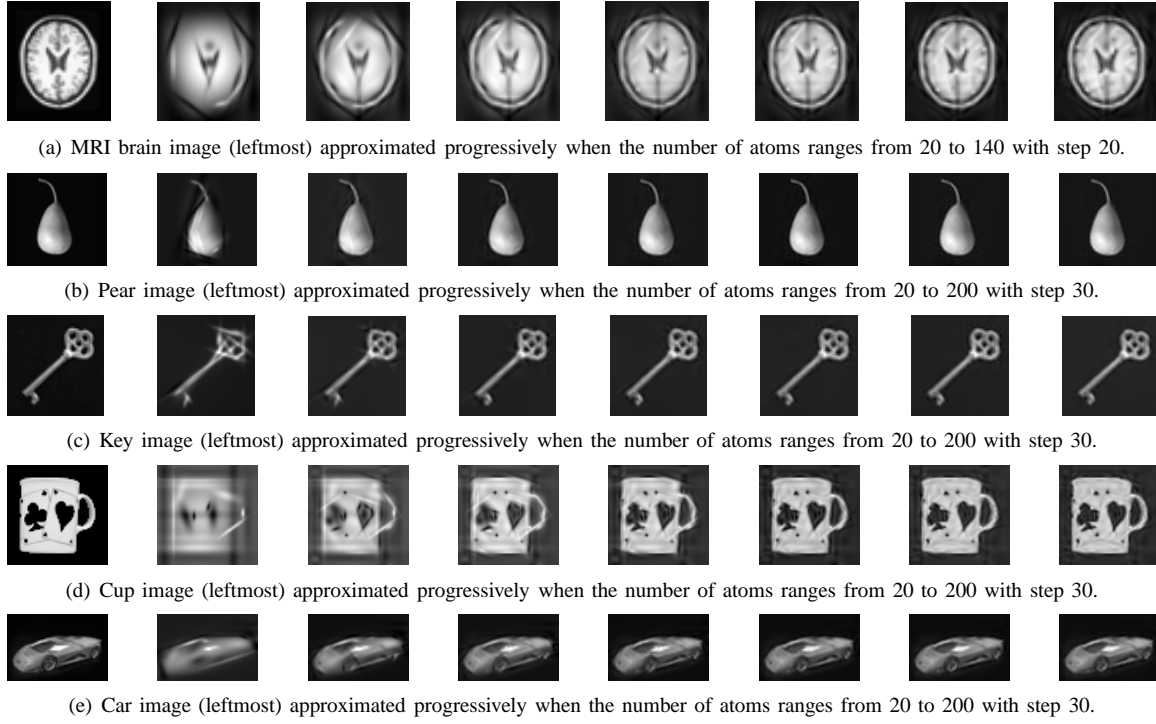 (a) MRI brain image (leftmost) approximated progressively when the number of atoms ranges from 20 to 140 with step 20.
(b) Pear image (leftmost) approximated progressively when the number of atoms ranges from 20 to 200 with step 30.
(c) Key image (leftmost) approximated progressively when the number of atoms ranges from 20 to 200 with step 30.
(d) Cup image (leftmost) approximated progressively when the number of atoms ranges from 20 to 200 with step 30.
(e) Car image (leftmost) approximated progressively when the number of atoms ranges from 20 to 200 with step 30.